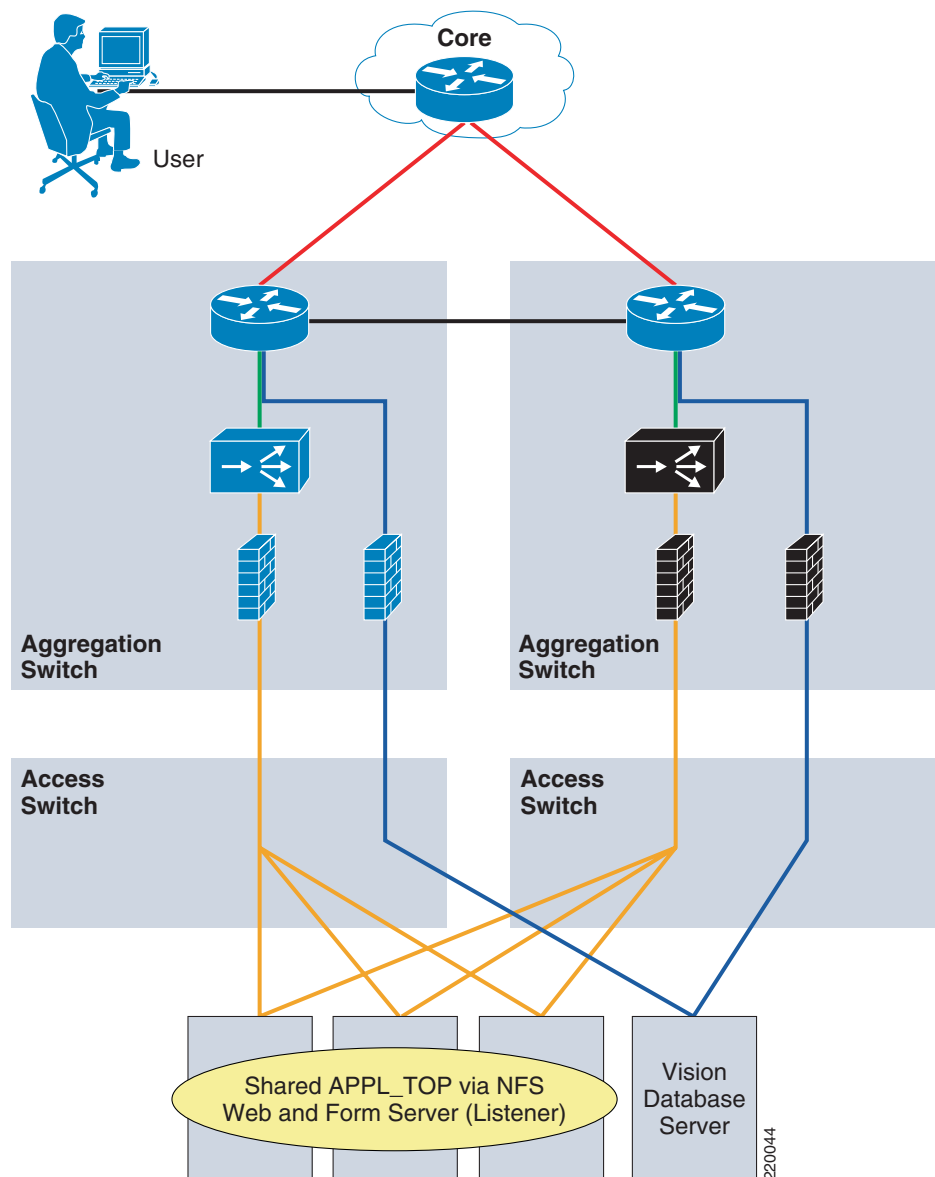 Core
User
Aggregation
Switch
Aggregation
Switch
Access
Switch
Access
Switch
Shared APPL_TOP via NFS
Web and Form Server (Listener)
Vision
Database
Server
220044